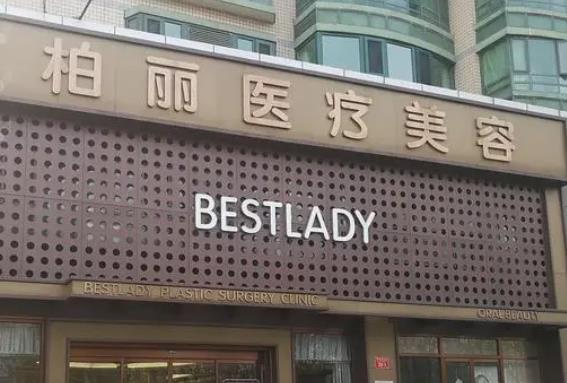 柏丽医疗美容
BESTLADY
BESTLADY PLASTIC SURGERY CLINIC
ORAL BEAUTY